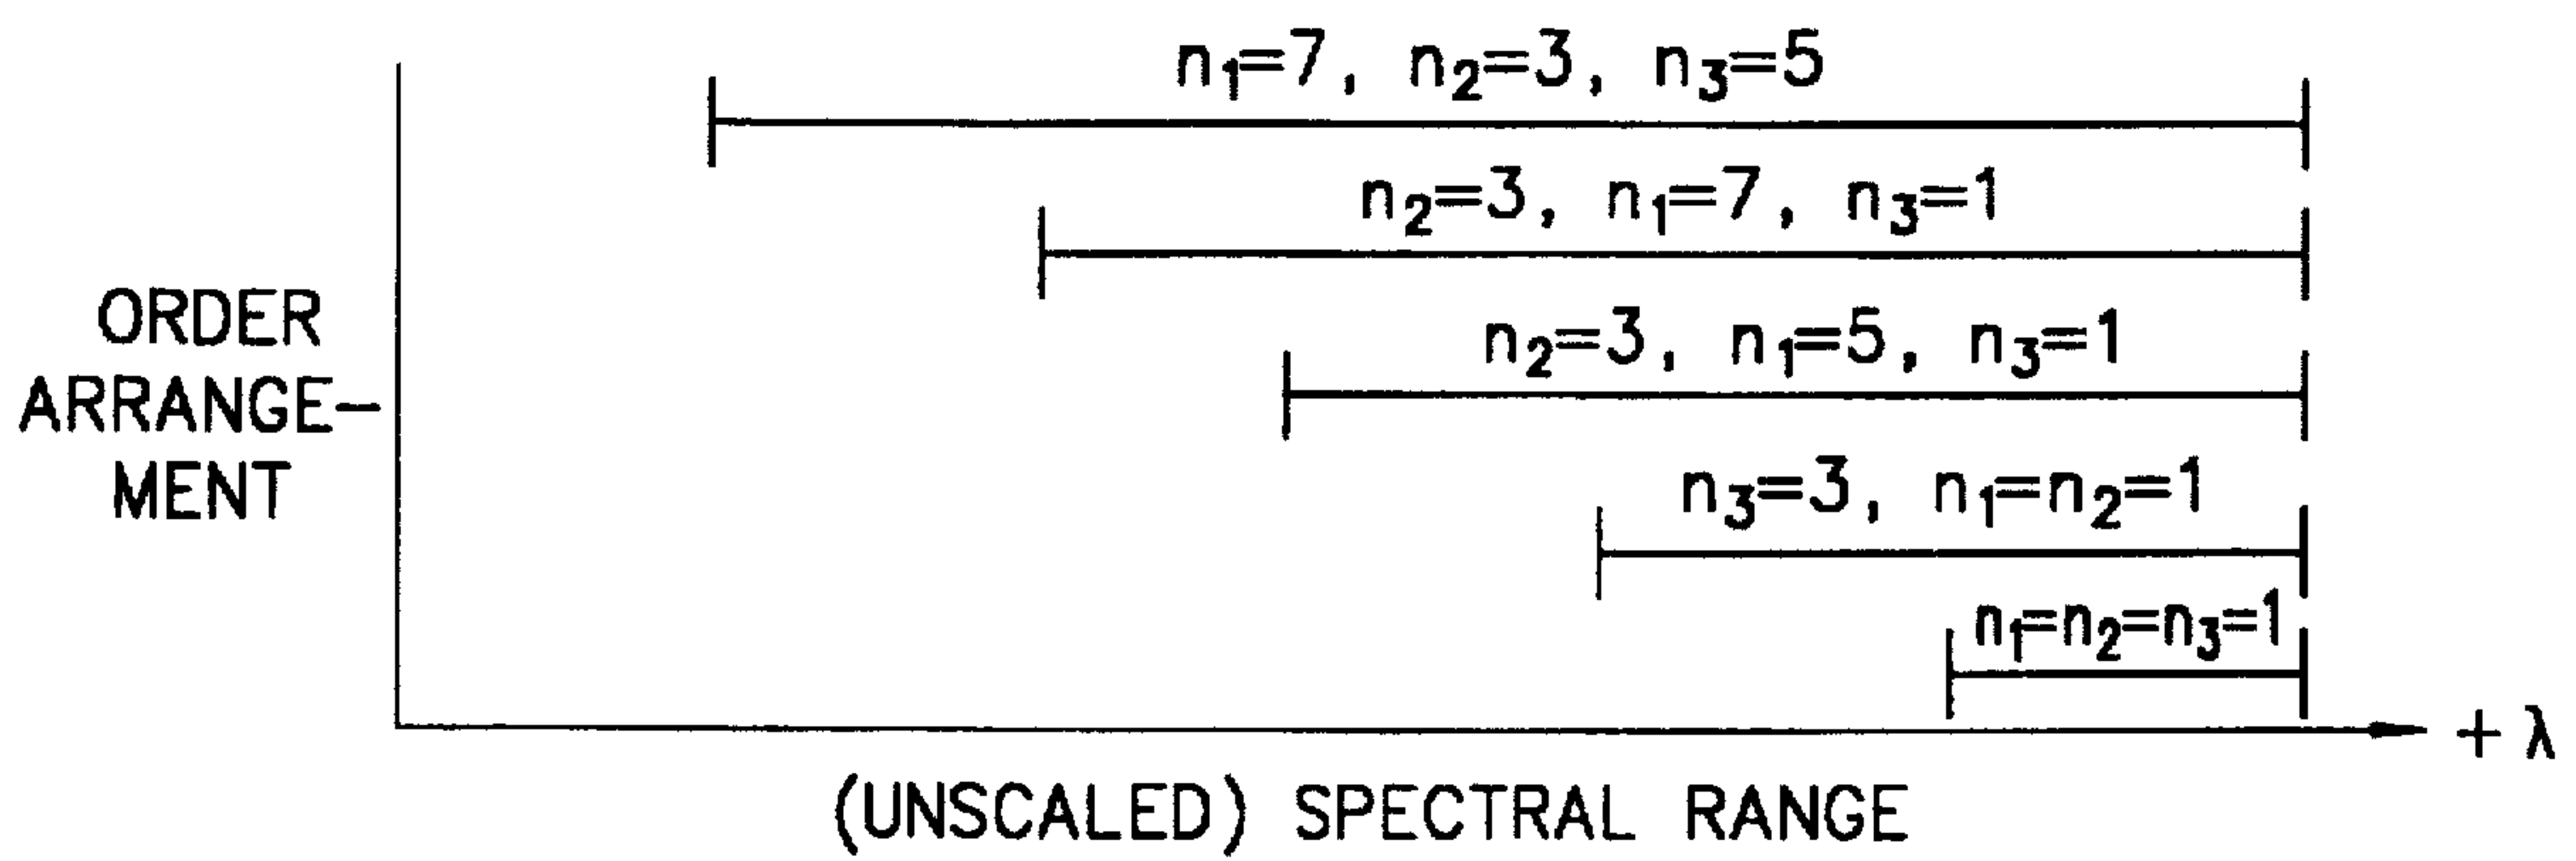 n₁=7, n₂=3, n₃=5
n₂=3, n₁=7, n₃=1
n₂=3, n₁=5, n₃=1
n₃=3, n₁=n₂=1
n₁=n₂=n₃=1
ORDER
ARRANGE-
MENT
+ λ
(UNSCALED) SPECTRAL RANGE